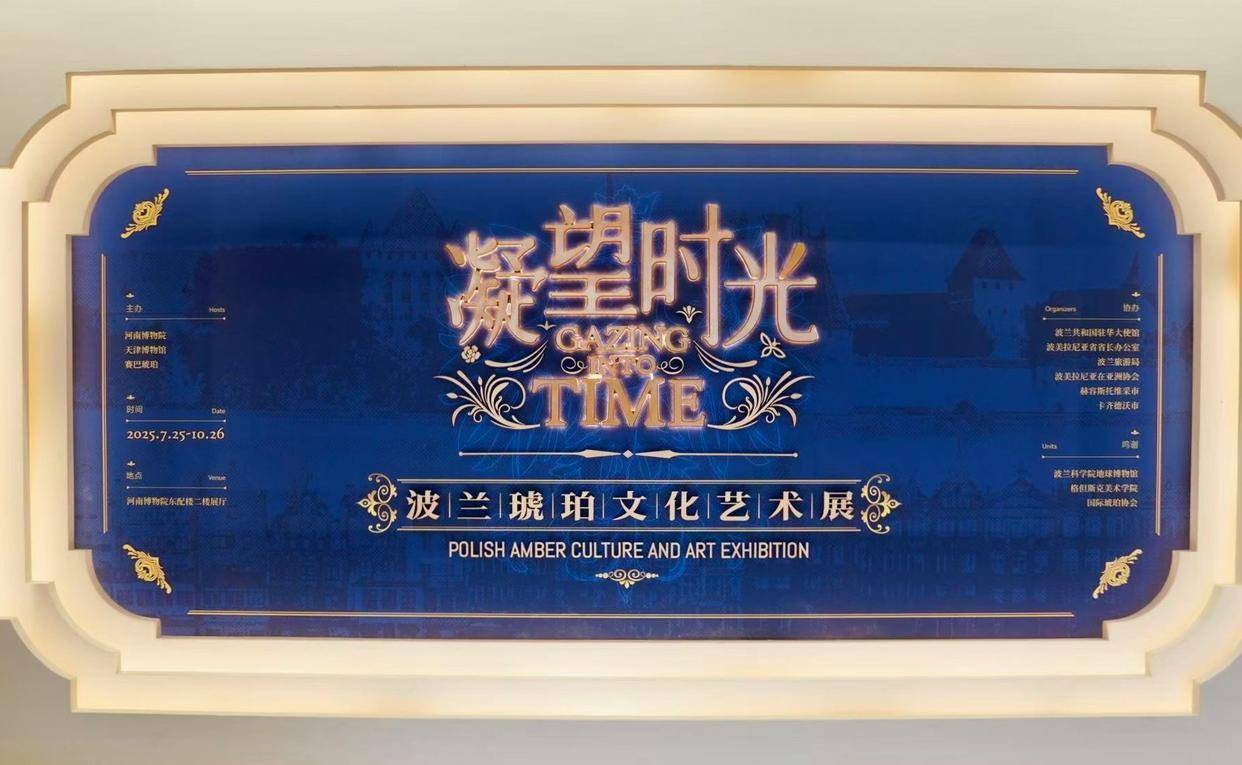 凝望时光
GAZING
INTO
TIME
波兰琥珀文化艺术展
POLISH AMBER CULTURE AND ART EXHIBITION
主办 Hosts
河南博物院
天津博物馆
赛巴琥珀
时间 Date
2025.7.25-10.26
地点 Venue
河南博物院东配楼二楼展厅
Organizers 协办
波兰共和国驻华大使馆
波美拉尼亚省省长办公室
波兰旅游局
波美拉尼亚在亚洲协会
赫容斯托维采市
卡齐德沃市
Units 鸣谢
波兰科学院地球博物馆
格但斯克美术学院
国际琥珀协会